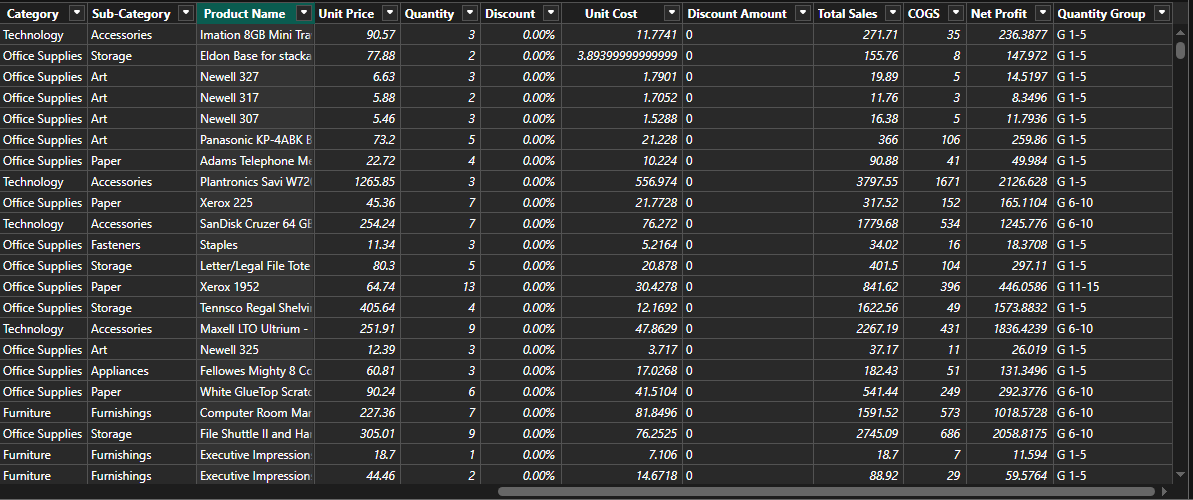 Category Sub-Category Product Name Unit Price Quantity Discount Unit Cost Discount Amount Total Sales COGS Net Profit Quantity Group
Technology Accessories Imation 8GB Mini Tra 90.57 3 0.00% 11.7741 0 271.71 35 236.3877 G 1-5
Office Supplies Storage Eldon Base for stacka 77.88 2 0.00% 3.89399999999999 0 155.76 8 147.972 G 1-5
Office Supplies Art Newell 327 6.63 3 0.00% 1.7901 0 19.89 5 14.5197 G 1-5
Office Supplies Art Newell 317 5.88 2 0.00% 1.7052 0 11.76 3 8.3496 G 1-5
Office Supplies Art Newell 307 5.46 3 0.00% 1.5288 0 16.38 5 11.7936 G 1-5
Office Supplies Art Panasonic KP-4ABK B 73.2 5 0.00% 21.228 0 366 106 259.86 G 1-5
Office Supplies Paper Adams Telephone Me 22.72 4 0.00% 10.224 0 90.88 41 49.984 G 1-5
Technology Accessories Plantronics Savi W72 1265.85 3 0.00% 556.974 0 3797.55 1671 2126.628 G 1-5
Office Supplies Paper Xerox 225 45.36 7 0.00% 21.7728 0 317.52 152 165.1104 G 6-10
Technology Accessories SanDisk Cruzer 64 GB 254.24 7 0.00% 76.272 0 1779.68 534 1245.776 G 6-10
Office Supplies Fasteners Staples 11.34 3 0.00% 5.2164 0 34.02 16 18.3708 G 1-5
Office Supplies Storage Letter/Legal File Tote 80.3 5 0.00% 20.878 0 401.5 104 297.11 G 1-5
Office Supplies Paper Xerox 1952 64.74 13 0.00% 30.4278 0 841.62 396 446.0586 G 11-15
Office Supplies Storage Tennsco Regal Shelvi 405.64 4 0.00% 12.1692 0 1622.56 49 1573.8832 G 1-5
Technology Accessories Maxell LTO Ultrium - 251.91 9 0.00% 47.8629 0 2267.19 431 1836.4239 G 6-10
Office Supplies Art Newell 325 12.39 3 0.00% 3.717 0 37.17 11 26.019 G 1-5
Office Supplies Appliances Fellowes Mighty 8 Co 60.81 3 0.00% 17.0268 0 182.43 51 131.3496 G 1-5
Office Supplies Paper White GlueTop Scratc 90.24 6 0.00% 41.5104 0 541.44 249 292.3776 G 6-10
Furniture Furnishings Computer Room Man 227.36 7 0.00% 81.8496 0 1591.52 573 1018.5728 G 6-10
Office Supplies Storage File Shuttle II and Ha 305.01 9 0.00% 76.2525 0 2745.09 686 2058.8175 G 6-10
Furniture Furnishings Executive Impression 18.7 1 0.00% 7.106 0 18.7 7 11.594 G 1-5
Furniture Furnishings Executive Impression 44.46 2 0.00% 14.6718 0 88.92 29 59.5764 G 1-5